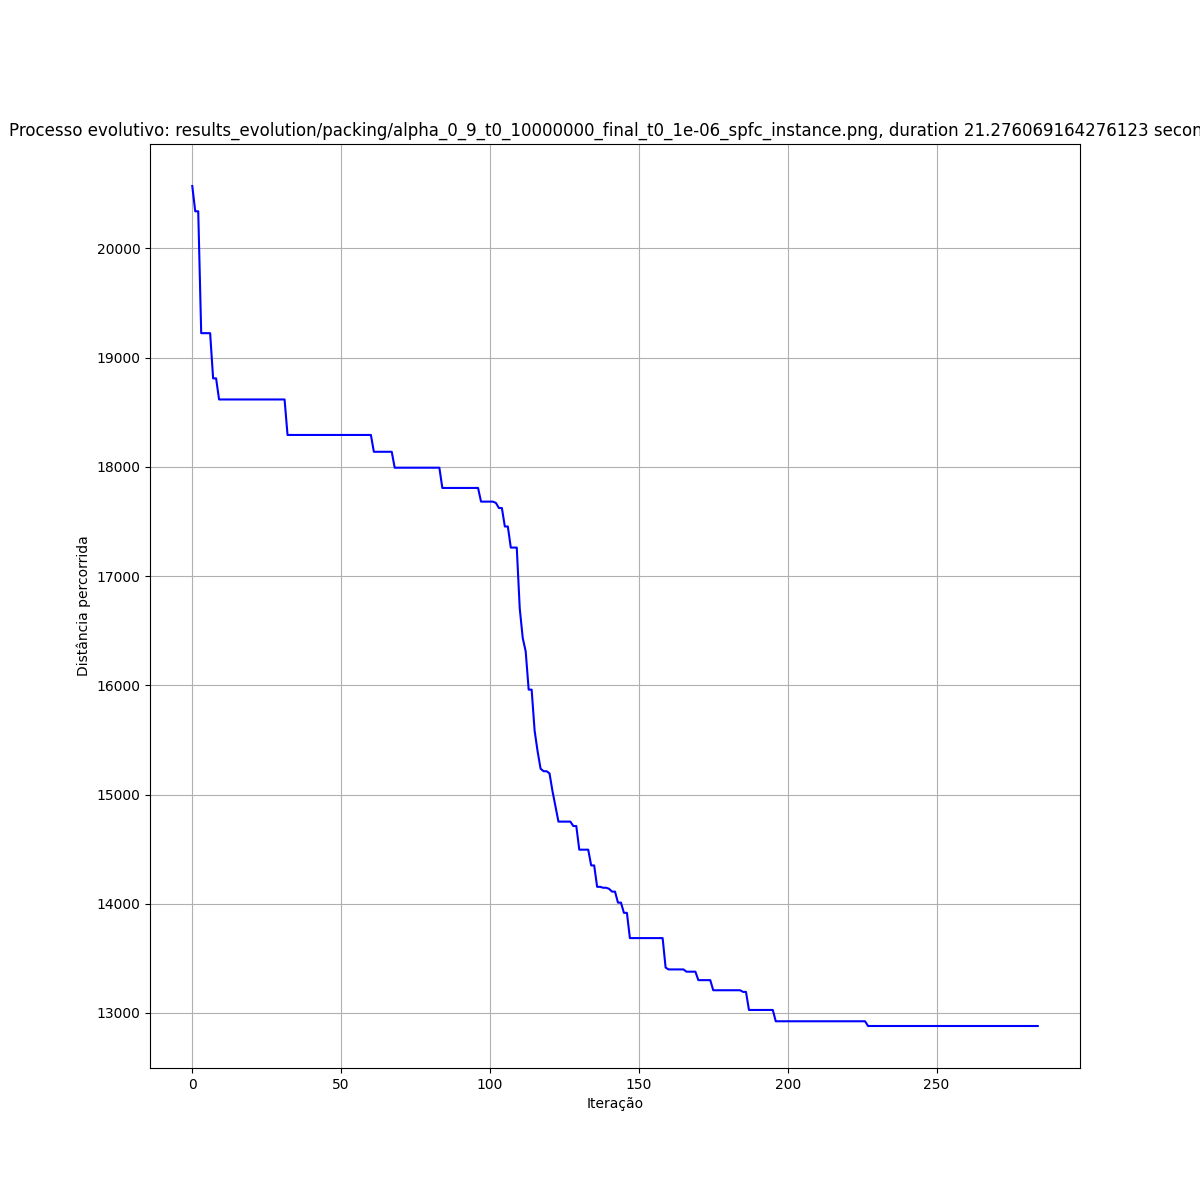 Processo evolutivo: results_evolution/packing/alpha_0_9_t0_10000000_final_t0_1e-06_spfc_instance.png, duration 21.276069164276123 secon
20000
19000
18000
17000
16000
15000
14000
13000
Distância percorrida
0 50 100 150 200 250
Iteração